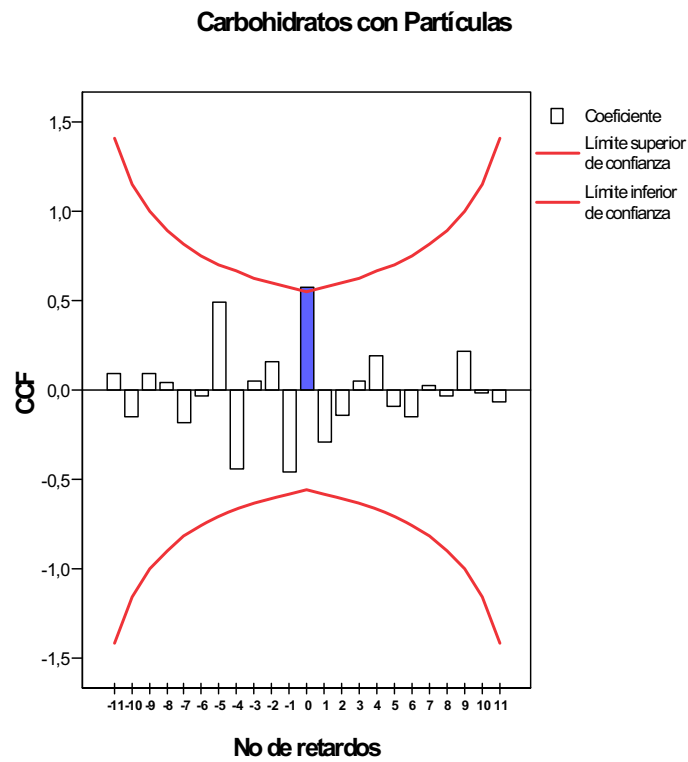 Carbohidratos con Partículas
1,5
1,0
0,5
0,0
-0,5
-1,0
-1,5
CCF
Coeficiente
Límite superior
de confianza
Límite inferior
de confianza
-11 -10 -9 -8 -7 -6 -5 -4 -3 -2 -1 0 1 2 3 4 5 6 7 8 9 10 11
No de retardos